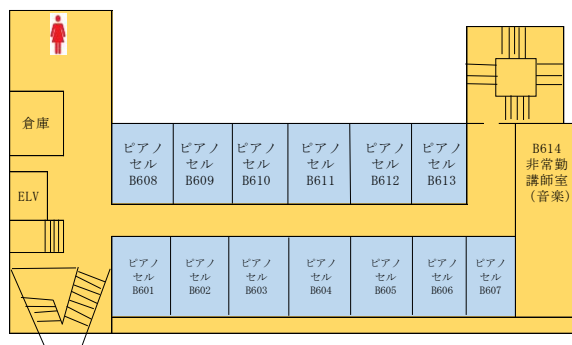 倉庫
ELV
ピアノ
セル
B608
ピアノ
セル
B609
ピアノ
セル
B610
ピアノ
セル
B611
ピアノ
セル
B612
ピアノ
セル
B613
B614
非常勤
講師室
（音楽）
ピアノ
セル
B601
ピアノ
セル
B602
ピアノ
セル
B603
ピアノ
セル
B604
ピアノ
セル
B605
ピアノ
セル
B606
ピアノ
セル
B607